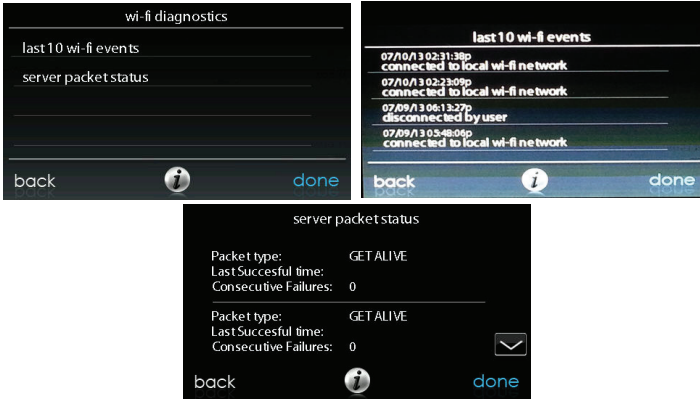 wi-fi diagnostics
last 10 wi-fi events
server packet status
back
i
done
last 10 wi-fi events
07/10/13 02:31:38p
connected to local wi-fi network
07/10/13 02:23:09p
connected to local wi-fi network
07/09/13 06:13:27p
disconnected by user
07/09/13 05:48:06p
connected to local wi-fi network
back
i
done
server packet status
Packet type: GET ALIVE
Last Succesful time:
Consecutive Failures: 0
Packet type: GET ALIVE
Last Succesful time:
Consecutive Failures: 0
back
i
done